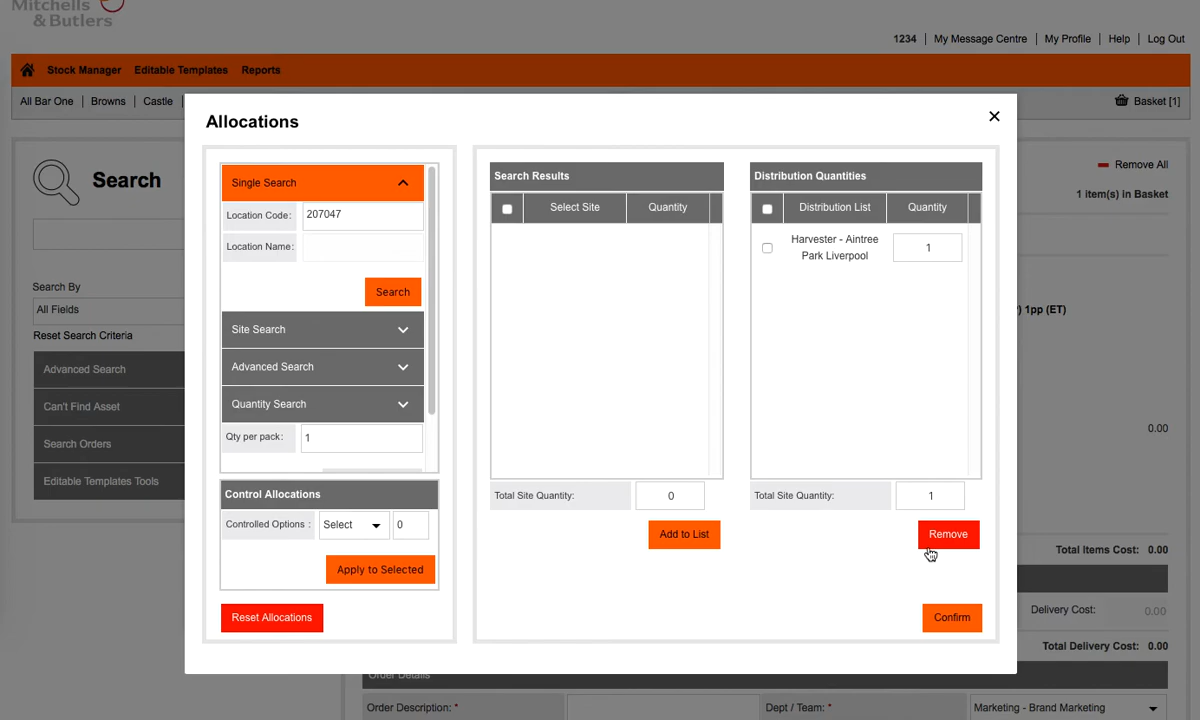 Mitchells
& Butlers
1234 | My Message Centre | My Profile | Help | Log Out
Stock Manager Editable Templates Reports
All Bar One | Browns | Castle |
Basket [1]
Search
Search By
All Fields
Reset Search Criteria
Advanced Search
Can't Find Asset
Search Orders
Editable Templates Tools
Allocations
Single Search
Location Code: 207047
Location Name:
Search
Site Search
Advanced Search
Quantity Search
Qty per pack: 1
Control Allocations
Controlled Options : Select 0
Apply to Selected
Reset Allocations
Search Results
Select Site Quantity
Total Site Quantity: 0
Add to List
Distribution Quantities
Distribution List Quantity
Harvester - Aintree
Park Liverpool
1
Total Site Quantity: 1
Remove
Confirm
Remove All
1 item(s) in Basket
) 1pp (ET)
0.00
Total Items Cost: 0.00
Delivery Cost: 0.00
Total Delivery Cost: 0.00
Order Details
Order Description: * Dept / Team: * Marketing - Brand Marketing